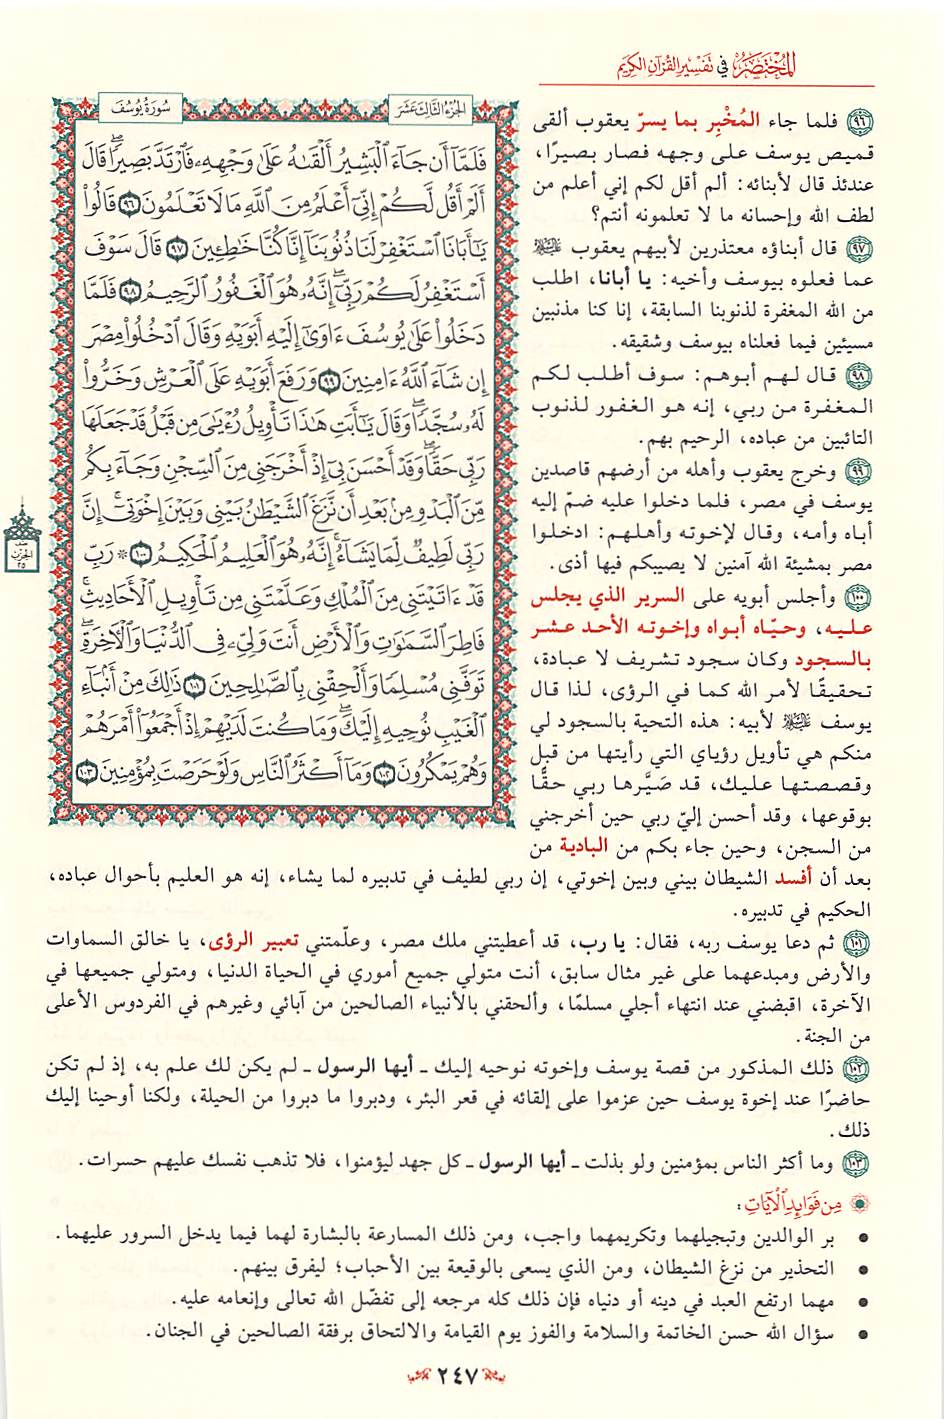 المُخْتَصَرُ في تَفْسِيرِ القُرْآنِ الكَرِيمِ
سُورَةُ يُوسُفَ
الجُزْءُ الثَّالِثَ عَشَرَ
فَلَمَّآ أَن جَآءَ ٱلْبَشِيرُ أَلْقَىٰهُ عَلَىٰ وَجْهِهِۦ فَٱرْتَدَّ بَصِيرًاۖ قَالَ
أَلَمْ أَقُل لَّكُمْ إِنِّىٓ أَعْلَمُ مِنَ ٱللَّهِ مَا لَا تَعْلَمُونَ ٩٦ قَالُوا۟
يَٰٓأَبَانَا ٱسْتَغْفِرْ لَنَا ذُنُوبَنَآ إِنَّا كُنَّا خَٰطِـِٔينَ ٩٧ قَالَ سَوْفَ
أَسْتَغْفِرُ لَكُمْ رَبِّىٓۖ إِنَّهُۥ هُوَ ٱلْغَفُورُ ٱلرَّحِيمُ ٩٨ فَلَمَّا
دَخَلُوا۟ عَلَىٰ يُوسُفَ ءَاوَىٰٓ إِلَيْهِ أَبَوَيْهِ وَقَالَ ٱدْخُلُوا۟ مِصْرَ
إِن شَآءَ ٱللَّهُ ءَامِنِينَ ٩٩ وَرَفَعَ أَبَوَيْهِ عَلَى ٱلْعَرْشِ وَخَرُّوا۟
لَهُۥ سُجَّدًاۖ وَقَالَ يَٰٓأَبَتِ هَٰذَا تَأْوِيلُ رُءْيَٰىَ مِن قَبْلُ قَدْ جَعَلَهَا
رَبِّى حَقًّاۖ وَقَدْ أَحْسَنَ بِىٓ إِذْ أَخْرَجَنِى مِنَ ٱلسِّجْنِ وَجَآءَ بِكُم
مِّنَ ٱلْبَدْوِ مِنۢ بَعْدِ أَن نَّزَغَ ٱلشَّيْطَٰنُ بَيْنِى وَبَيْنَ إِخْوَتِىٓۚ إِنَّ
رَبِّى لَطِيفٌ لِّمَا يَشَآءُۚ إِنَّهُۥ هُوَ ٱلْعَلِيمُ ٱلْحَكِيمُ ١٠٠ ۞ رَبِّ
قَدْ ءَاتَيْتَنِى مِنَ ٱلْمُلْكِ وَعَلَّمْتَنِى مِن تَأْوِيلِ ٱلْأَحَادِيثِۚ
فَاطِرَ ٱلسَّمَٰوَٰتِ وَٱلْأَرْضِ أَنتَ وَلِىِّۦ فِى ٱلدُّنْيَا وَٱلْءَاخِرَةِۖ
تَوَفَّنِى مُسْلِمًا وَأَلْحِقْنِى بِٱلصَّٰلِحِينَ ١٠١ ذَٰلِكَ مِنْ أَنۢبَآءِ
ٱلْغَيْبِ نُوحِيهِ إِلَيْكَۖ وَمَا كُنتَ لَدَيْهِمْ إِذْ أَجْمَعُوٓا۟ أَمْرَهُمْ
وَهُمْ يَمْكُرُونَ ١٠٢ وَمَآ أَكْثَرُ ٱلنَّاسِ وَلَوْ حَرَصْتَ بِمُؤْمِنِينَ ١٠٣
الحزب
٢٥
٩٦ فلما جاء المُخْبِر بما يسرّ يعقوب ألقى
قميص يوسف على وجهه فصار بصيرًا،
عندئذ قال لأبنائه: ألم أقل لكم إني أعلم من
لطف الله وإحسانه ما لا تعلمونه أنتم؟
٩٧ قال أبناؤه معتذرين لأبيهم يعقوب عليه السلام
عما فعلوه بيوسف وأخيه: يا أبانا، اطلب
من الله المغفرة لذنوبنا السابقة، إنا كنا مذنبين
مسيئين فيما فعلناه بيوسف وشقيقه.
٩٨ قال لهم أبوهم: سوف أطلب لكم
المغفرة من ربي، إنه هو الغفور لذنوب
التائبين من عباده، الرحيم بهم.
٩٩ وخرج يعقوب وأهله من أرضهم قاصدين
يوسف في مصر، فلما دخلوا عليه ضمّ إليه
أباه وأمه، وقال لإخوته وأهلهم: ادخلوا
مصر بمشيئة الله آمنين لا يصيبكم فيها أذى.
١٠٠ وأجلس أبويه على السرير الذي يجلس
عليه، وحيّاه أبواه وإخوته الأحد عشر
بالسجود وكان سجود تشريف لا عبادة،
تحقيقًا لأمر الله كما في الرؤى، لذا قال
يوسف عليه السلام لأبيه: هذه التحية بالسجود لي
منكم هي تأويل رؤياي التي رأيتها من قبل
وقصصتها عليك، قد صَيَّرها ربي حقًّا
بوقوعها، وقد أحسن إليّ ربي حين أخرجني
من السجن، وحين جاء بكم من البادية من
بعد أن أفسد الشيطان بيني وبين إخوتي، إن ربي لطيف في تدبيره لما يشاء، إنه هو العليم بأحوال عباده،
الحكيم في تدبيره.
١٠١ ثم دعا يوسف ربه، فقال: يا رب، قد أعطيتني ملك مصر، وعلّمتني تعبير الرؤى، يا خالق السماوات
والأرض ومبدعهما على غير مثال سابق، أنت متولي جميع أموري في الحياة الدنيا، ومتولي جميعها في
الآخرة، اقبضني عند انتهاء أجلي مسلمًا، وألحقني بالأنبياء الصالحين من آبائي وغيرهم في الفردوس الأعلى
من الجنة.
١٠٢ ذلك المذكور من قصة يوسف وإخوته نوحيه إليك ـ أيها الرسول ـ لم يكن لك علم به، إذ لم تكن
حاضرًا عند إخوة يوسف حين عزموا على إلقائه في قعر البئر، ودبروا ما دبروا من الحيلة، ولكنا أوحينا إليك
ذلك.
١٠٣ وما أكثر الناس بمؤمنين ولو بذلت ـ أيها الرسول ـ كل جهد ليؤمنوا، فلا تذهب نفسك عليهم حسرات.
مِن فَوَائِدِ الآيَاتِ:
• بر الوالدين وتبجيلهما وتكريمهما واجب، ومن ذلك المسارعة بالبشارة لهما فيما يدخل السرور عليهما.
• التحذير من نزغ الشيطان، ومن الذي يسعى بالوقيعة بين الأحباب؛ ليفرق بينهم.
• مهما ارتفع العبد في دينه أو دنياه فإن ذلك كله مرجعه إلى تفضّل الله تعالى وإنعامه عليه.
• سؤال الله حسن الخاتمة والسلامة والفوز يوم القيامة والالتحاق برفقة الصالحين في الجنان.
٢٤٧